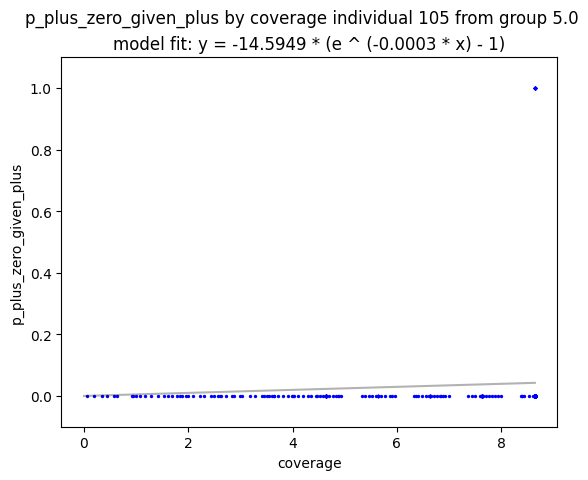 p_plus_zero_given_plus by coverage individual 105 from group 5.0
model fit: y = -14.5949 * (e ^ (-0.0003 * x) - 1)
1.0
0.8
0.6
0.4
0.2
0.0
p_plus_zero_given_plus
0 2 4 6 8
coverage